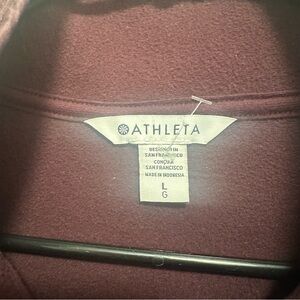 ATHLETA
DESIGNED IN
SAN FRANCISCO
CONÇU À
SAN FRANCISCO
MADE IN INDONESIA
L
G